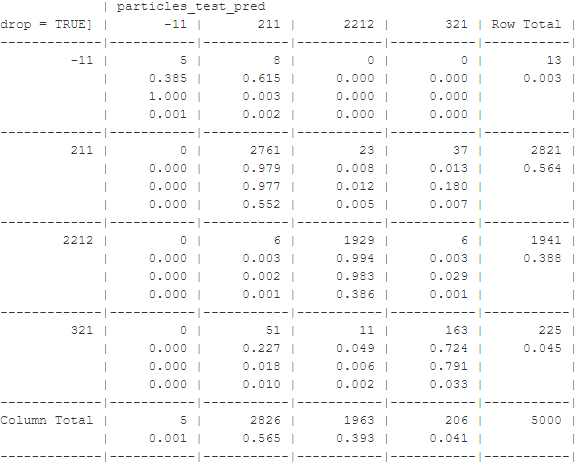 | particles_test_pred
drop = TRUE] | -11 | 211 | 2212 | 321 | Row Total |
-------------|-----------|-----------|-----------|-----------|-----------|
-11 | 5 | 8 | 0 | 0 | 13 |
| 0.385 | 0.615 | 0.000 | 0.000 | 0.003 |
| 1.000 | 0.003 | 0.000 | 0.000 | |
| 0.001 | 0.002 | 0.000 | 0.000 | |
-------------|-----------|-----------|-----------|-----------|-----------|
211 | 0 | 2761 | 23 | 37 | 2821 |
| 0.000 | 0.979 | 0.008 | 0.013 | 0.564 |
| 0.000 | 0.977 | 0.012 | 0.180 | |
| 0.000 | 0.552 | 0.005 | 0.007 | |
-------------|-----------|-----------|-----------|-----------|-----------|
2212 | 0 | 6 | 1929 | 6 | 1941 |
| 0.000 | 0.003 | 0.994 | 0.003 | 0.388 |
| 0.000 | 0.002 | 0.983 | 0.029 | |
| 0.000 | 0.001 | 0.386 | 0.001 | |
-------------|-----------|-----------|-----------|-----------|-----------|
321 | 0 | 51 | 11 | 163 | 225 |
| 0.000 | 0.227 | 0.049 | 0.724 | 0.045 |
| 0.000 | 0.018 | 0.006 | 0.791 | |
| 0.000 | 0.010 | 0.002 | 0.033 | |
-------------|-----------|-----------|-----------|-----------|-----------|
Column Total | 5 | 2826 | 1963 | 206 | 5000 |
| 0.001 | 0.565 | 0.393 | 0.041 | |
-------------|-----------|-----------|-----------|-----------|-----------|